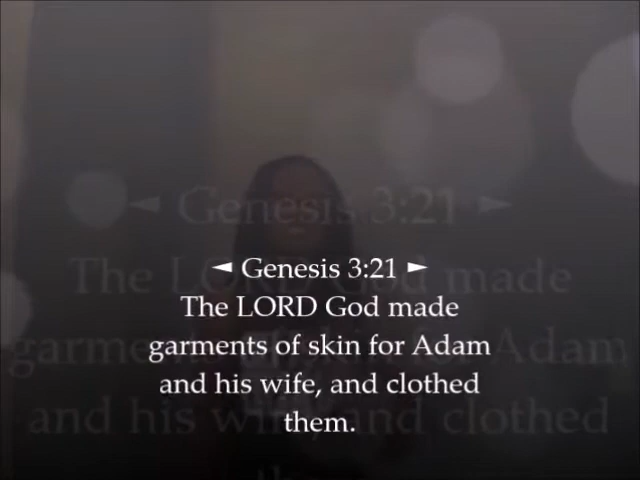 ◄ Genesis 3:21 ►
The LORD God made
garments of skin for Adam
and his wife, and clothed
them.